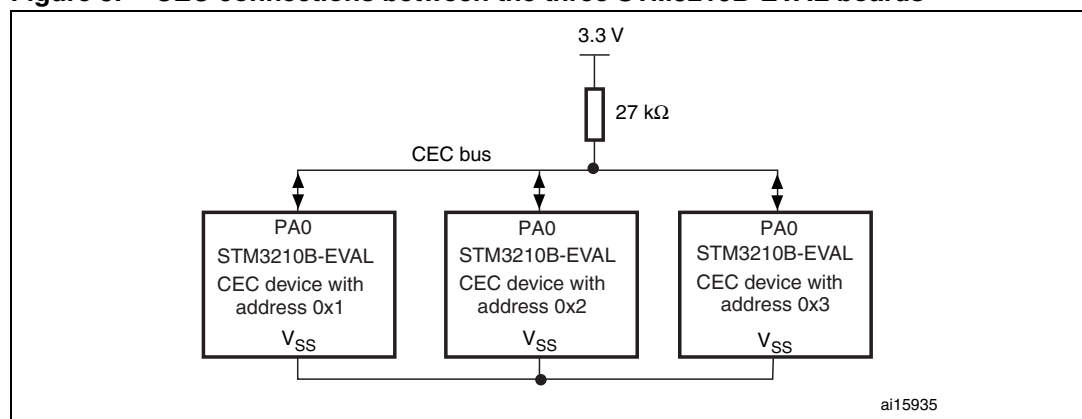 Figure
CEC connections between the three STM3210B-EVAL boards
3.3 V
27 kΩ
CEC bus
PA0
STM3210B-EVAL
CEC device with
address 0x1
VSS
PA0
STM3210B-EVAL
CEC device with
address 0x2
VSS
PA0
STM3210B-EVAL
CEC device with
address 0x3
VSS
ai15935